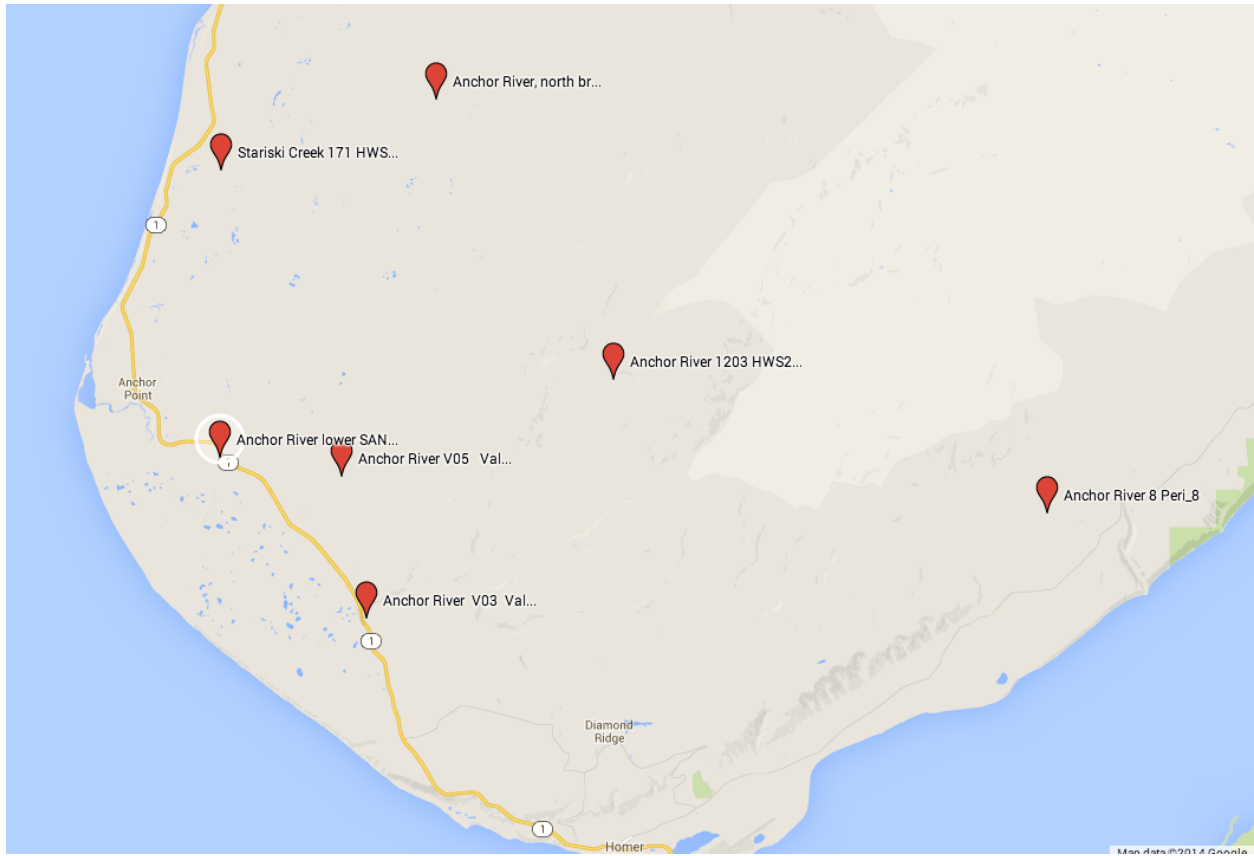 Anchor River, north br...
Stariski Creek 171 HWS...
1
Anchor River 1203 HWS2...
Anchor
Point
Anchor River lower SAN...
Anchor River V05 Val...
1
Anchor River 8 Peri_8
Anchor River V03 Val...
1
Diamond
Ridge
1
Homer
Map data ©2014 Google